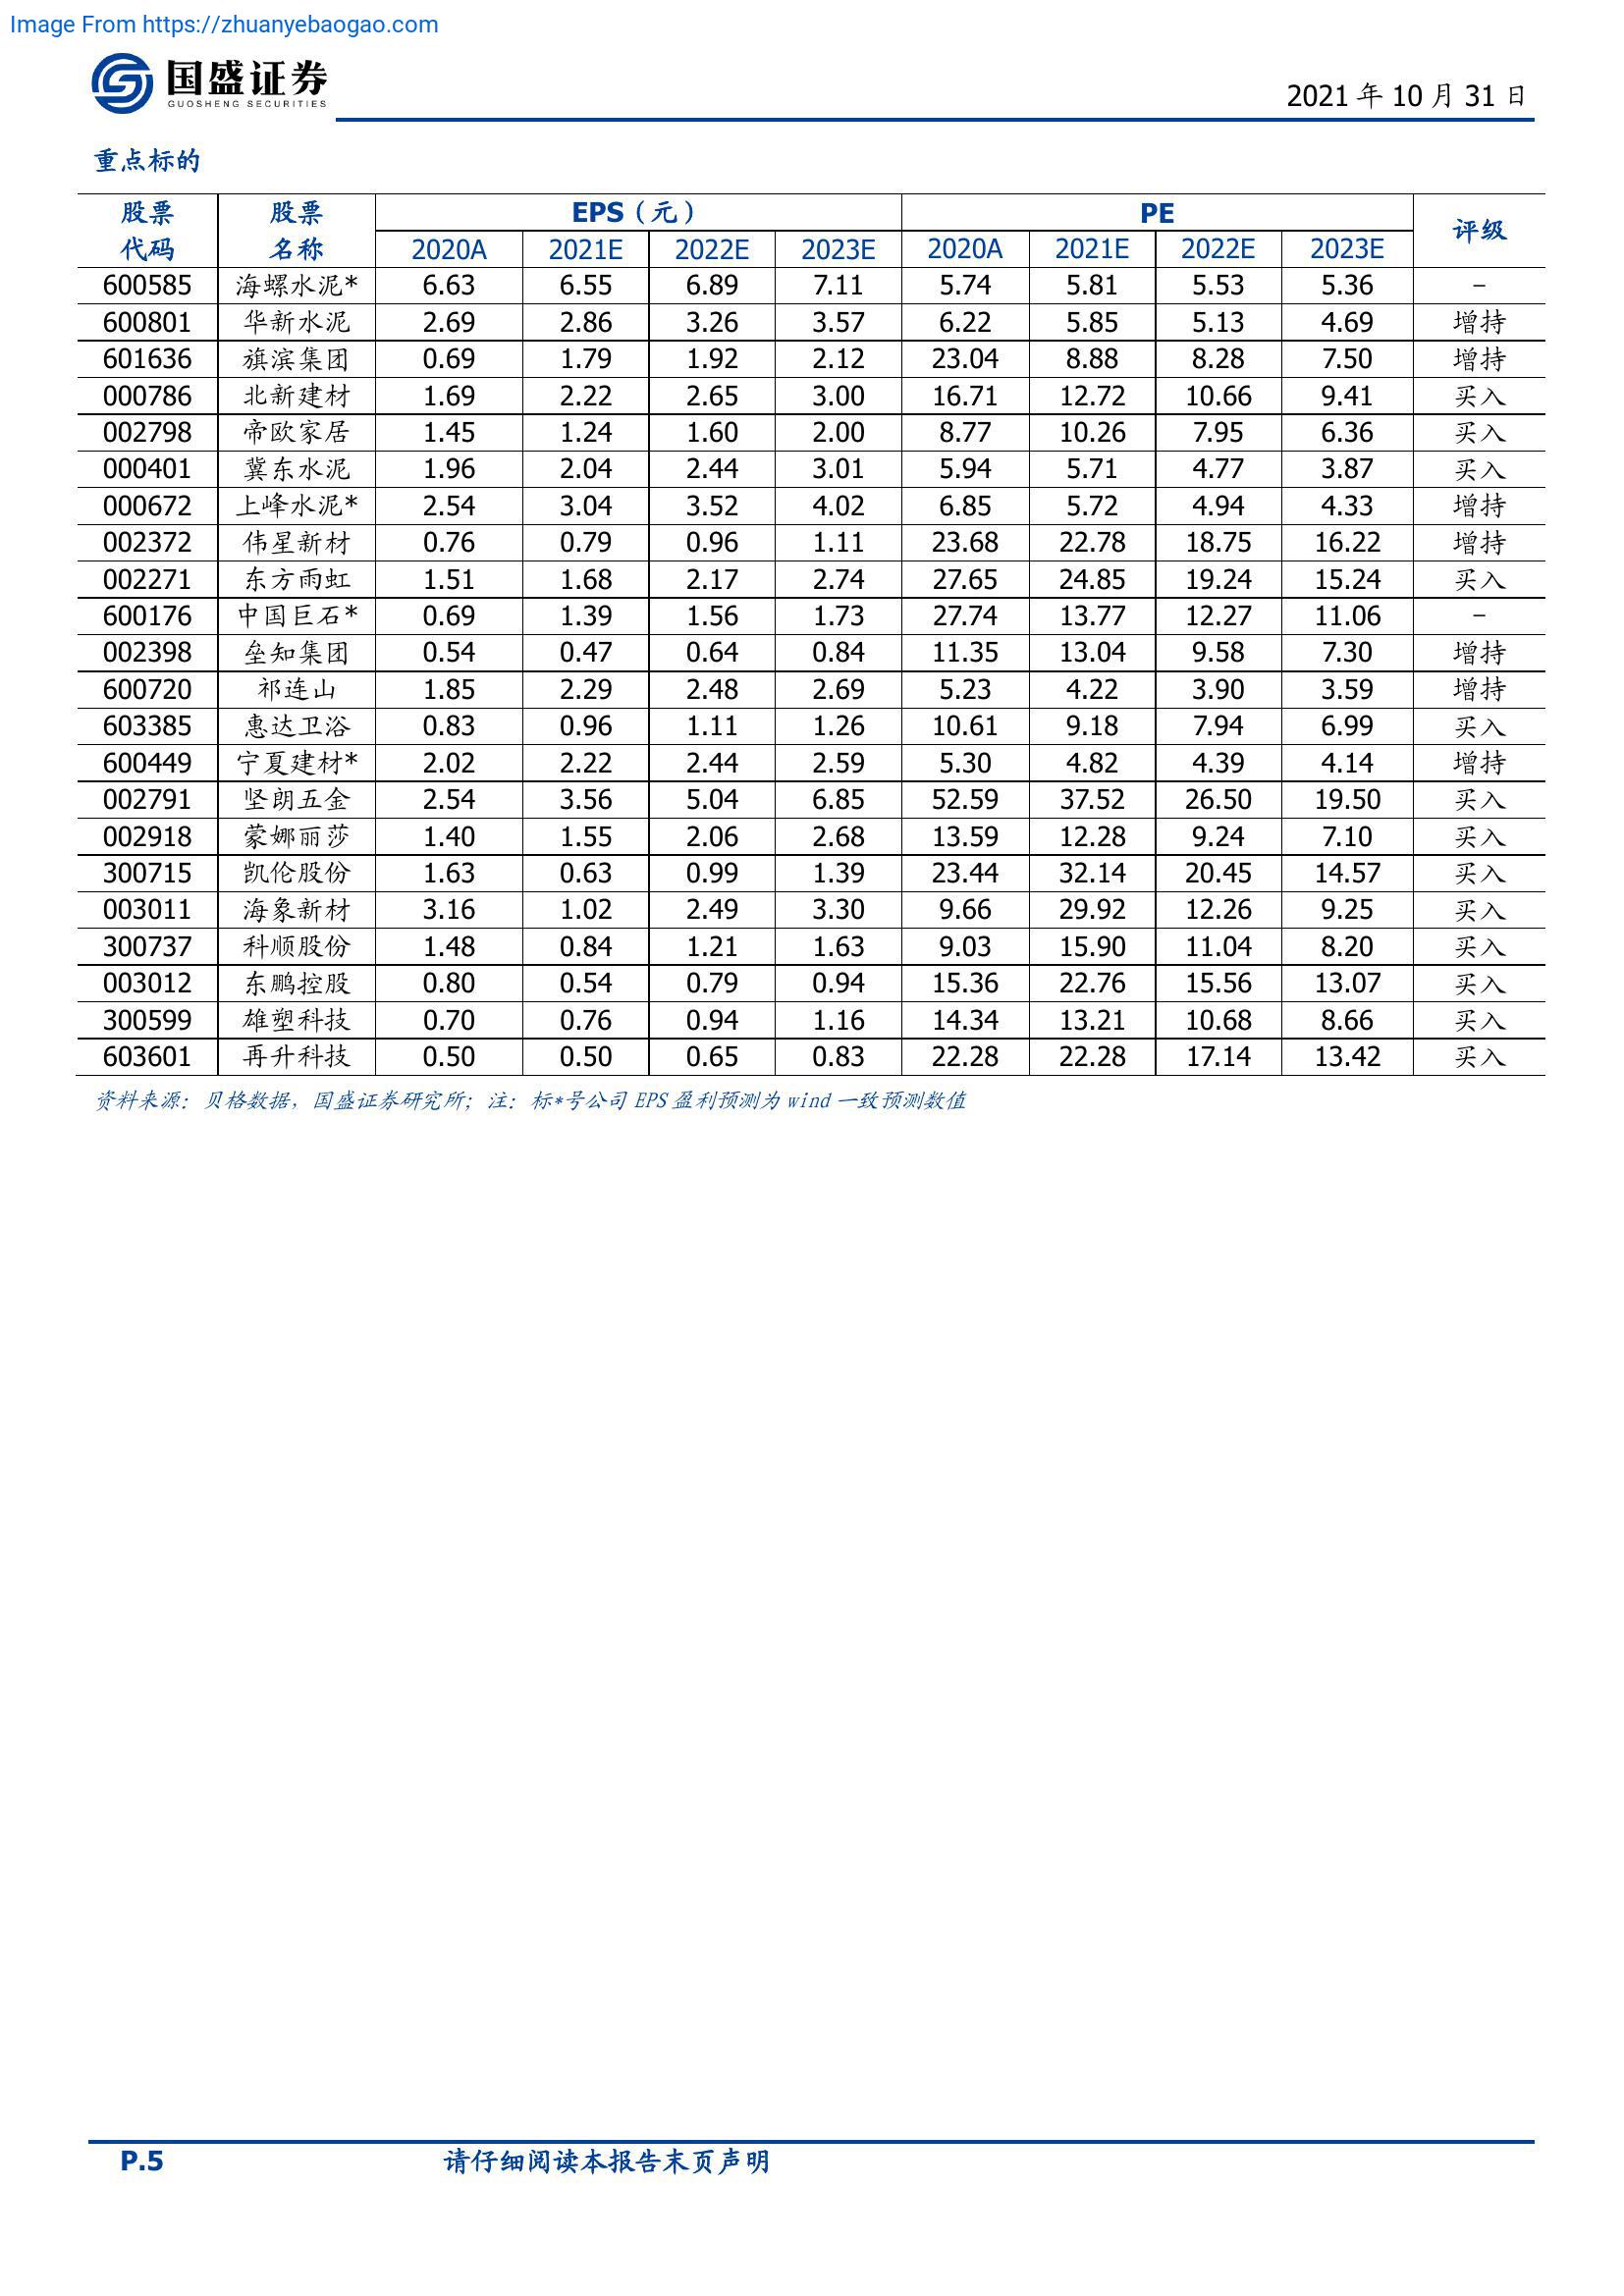 Image From https://zhuanyebaogao.com
国盛证券
GUOSHENG SECURITIES
2021 年 10 月 31 日
重点标的
股票 股票 EPS（元） PE 评级
代码 名称 2020A 2021E 2022E 2023E 2020A 2021E 2022E 2023E
600585 海螺水泥* 6.63 6.55 6.89 7.11 5.74 5.81 5.53 5.36 -
600801 华新水泥 2.69 2.86 3.26 3.57 6.22 5.85 5.13 4.69 增持
601636 旗滨集团 0.69 1.79 1.92 2.12 23.04 8.88 8.28 7.50 增持
000786 北新建材 1.69 2.22 2.65 3.00 16.71 12.72 10.66 9.41 买入
002798 帝欧家居 1.45 1.24 1.60 2.00 8.77 10.26 7.95 6.36 买入
000401 冀东水泥 1.96 2.04 2.44 3.01 5.94 5.71 4.77 3.87 买入
000672 上峰水泥* 2.54 3.04 3.52 4.02 6.85 5.72 4.94 4.33 增持
002372 伟星新材 0.76 0.79 0.96 1.11 23.68 22.78 18.75 16.22 增持
002271 东方雨虹 1.51 1.68 2.17 2.74 27.65 24.85 19.24 15.24 买入
600176 中国巨石* 0.69 1.39 1.56 1.73 27.74 13.77 12.27 11.06 -
002398 垒知集团 0.54 0.47 0.64 0.84 11.35 13.04 9.58 7.30 增持
600720 祁连山 1.85 2.29 2.48 2.69 5.23 4.22 3.90 3.59 增持
603385 惠达卫浴 0.83 0.96 1.11 1.26 10.61 9.18 7.94 6.99 买入
600449 宁夏建材* 2.02 2.22 2.44 2.59 5.30 4.82 4.39 4.14 增持
002791 坚朗五金 2.54 3.56 5.04 6.85 52.59 37.52 26.50 19.50 买入
002918 蒙娜丽莎 1.40 1.55 2.06 2.68 13.59 12.28 9.24 7.10 买入
300715 凯伦股份 1.63 0.63 0.99 1.39 23.44 32.14 20.45 14.57 买入
003011 海象新材 3.16 1.02 2.49 3.30 9.66 29.92 12.26 9.25 买入
300737 科顺股份 1.48 0.84 1.21 1.63 9.03 15.90 11.04 8.20 买入
003012 东鹏控股 0.80 0.54 0.79 0.94 15.36 22.76 15.56 13.07 买入
300599 雄塑科技 0.70 0.76 0.94 1.16 14.34 13.21 10.68 8.66 买入
603601 再升科技 0.50 0.50 0.65 0.83 22.28 22.28 17.14 13.42 买入
资料来源：贝格数据，国盛证券研究所；注：标*号公司 EPS 盈利预测为 wind 一致预测数值
P.5 请仔细阅读本报告末页声明